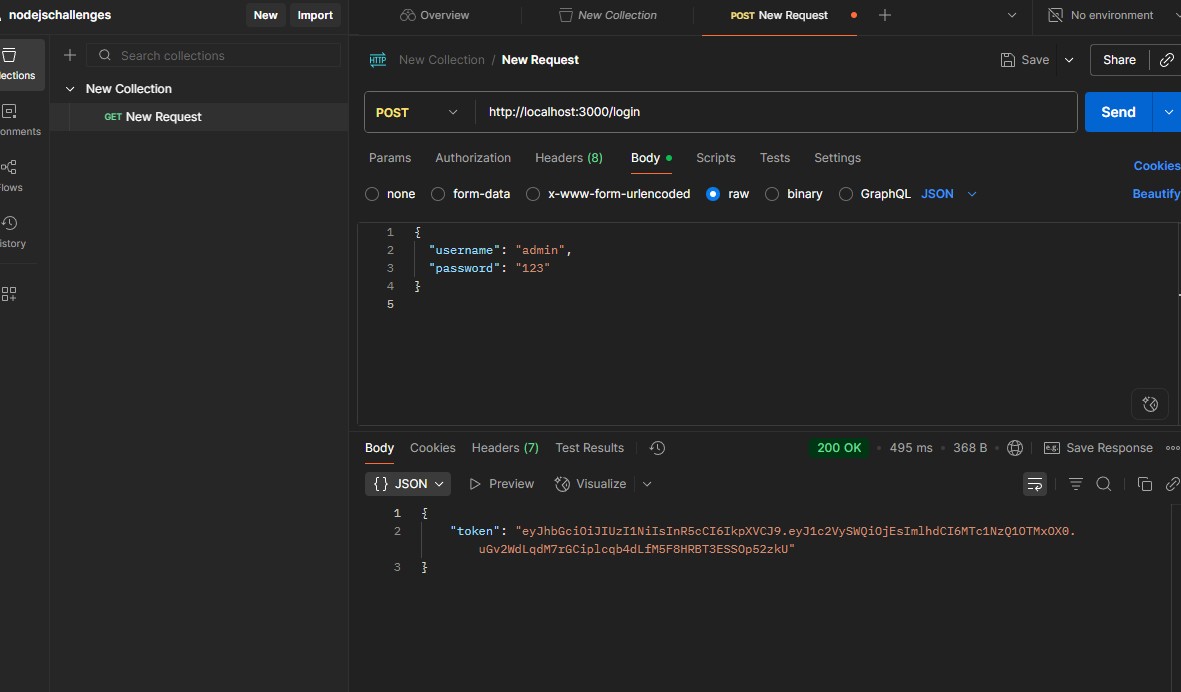 nodejschallenges New Import Overview New Collection POST New Request No environment
lections Search collections New Collection / New Request Save Share
New Collection
GET New Request
onments
Flows
istory
POST http://localhost:3000/login Send
Params Authorization Headers (8) Body Scripts Tests Settings Cookies
none form-data x-www-form-urlencoded raw binary GraphQL JSON Beautify
1 {
2 "username": "admin",
3 "password": "123"
4 }
5
Body Cookies Headers (7) Test Results 200 OK 495 ms 368 B e.g. Save Response
{} JSON Preview Visualize
1 {
2 "token": "eyJhbGciOiJIUzI1NiIsInR5cCI6IkpXVCJ9.eyJ1c2VySWQiOjEsImlhdCI6MTc1NzQ1OTMxOX0.
uGv2WdLqdM7rGCiplcqb4dLfM5F8HRBT3ESSOp52zkU"
3 }